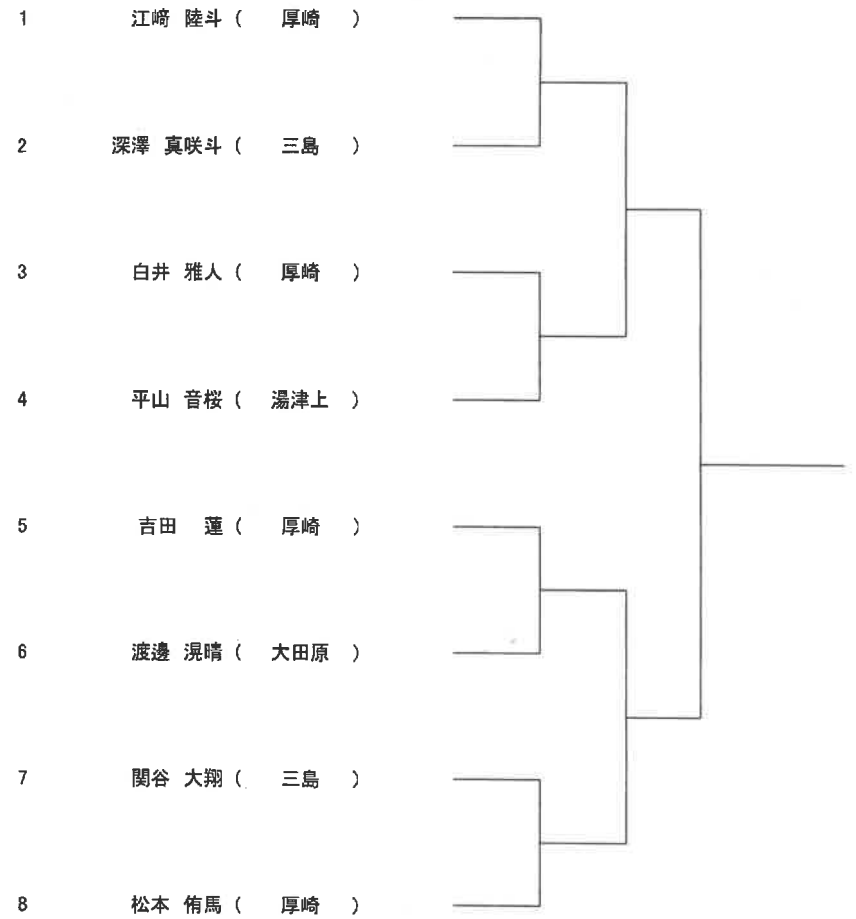 1 江﨑 陸斗 ( 厚崎 )
2 深澤 真咲斗 ( 三島 )
3 白井 雅人 ( 厚崎 )
4 平山 音桜 ( 湯津上 )
5 吉田 蓮 ( 厚崎 )
6 渡邊 滉晴 ( 大田原 )
7 関谷 大翔 ( 三島 )
8 松本 侑馬 ( 厚崎 )